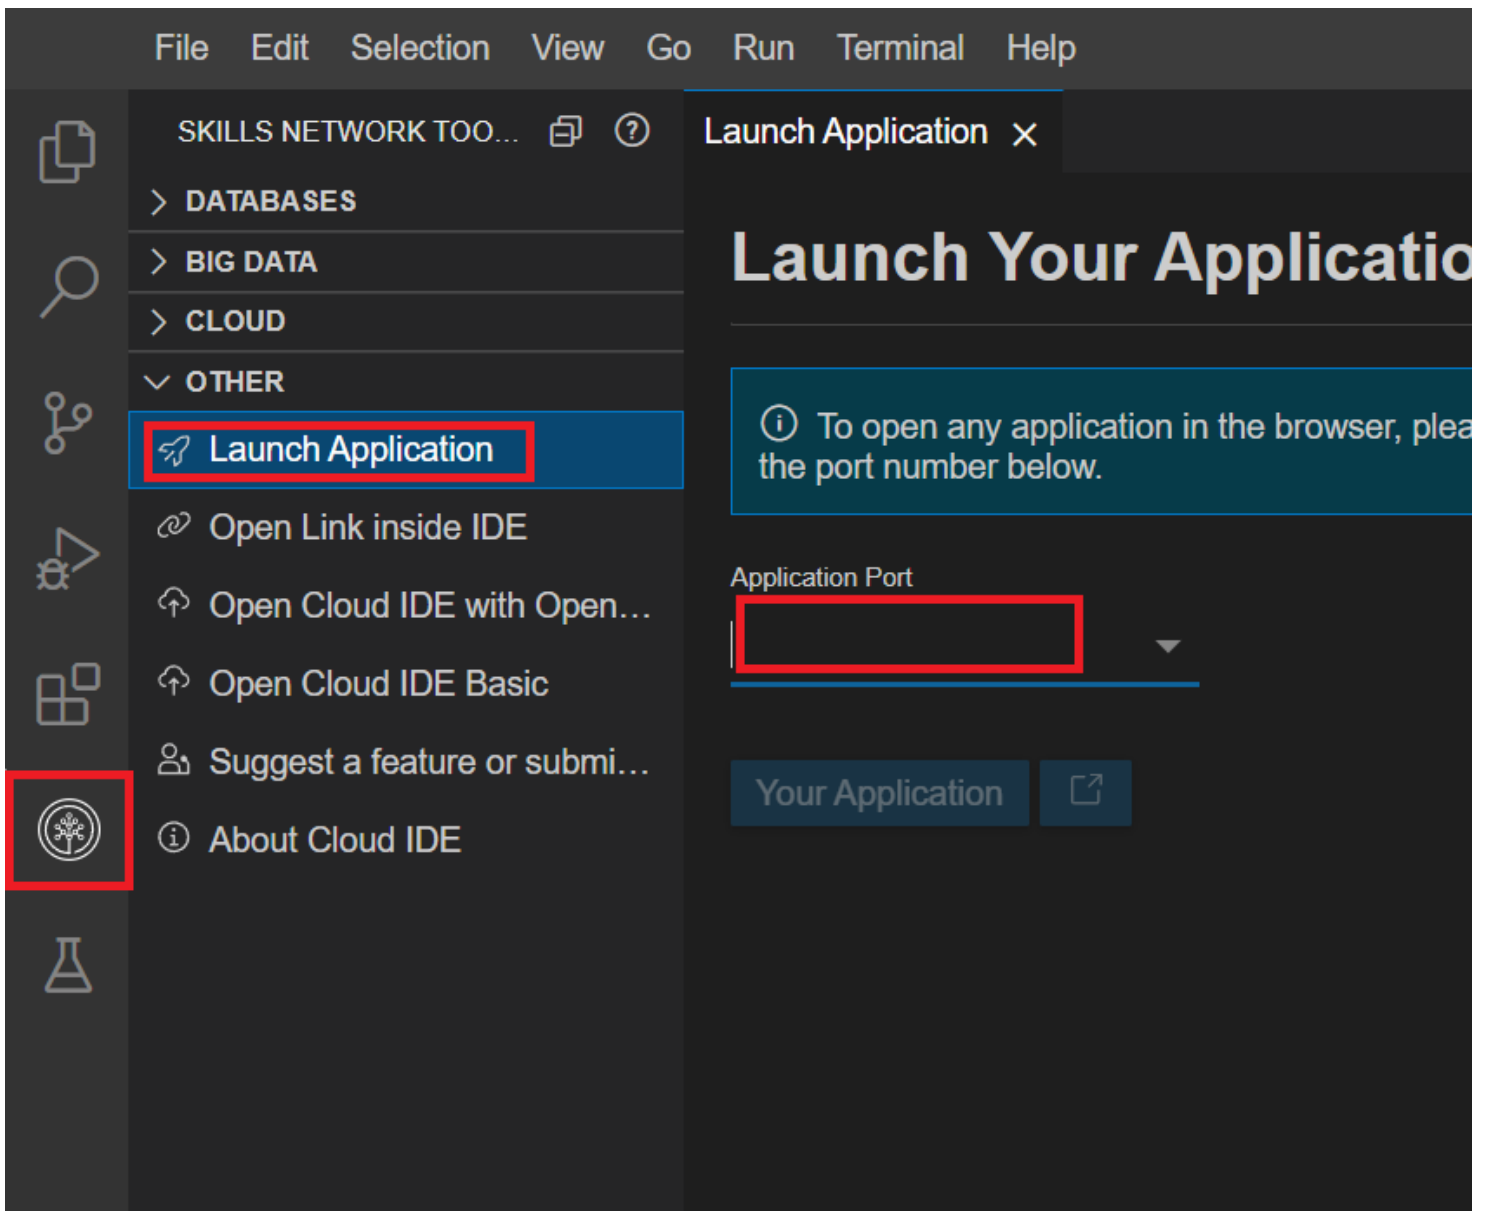 File Edit Selection View Go Run Terminal Help
SKILLS NETWORK TOO...
DATABASES
BIG DATA
CLOUD
OTHER
Launch Application
Open Link inside IDE
Open Cloud IDE with Open...
Open Cloud IDE Basic
Suggest a feature or submi...
About Cloud IDE
Launch Application
Launch Your Applicatio
To open any application in the browser, plea
the port number below.
Application Port
Your Application